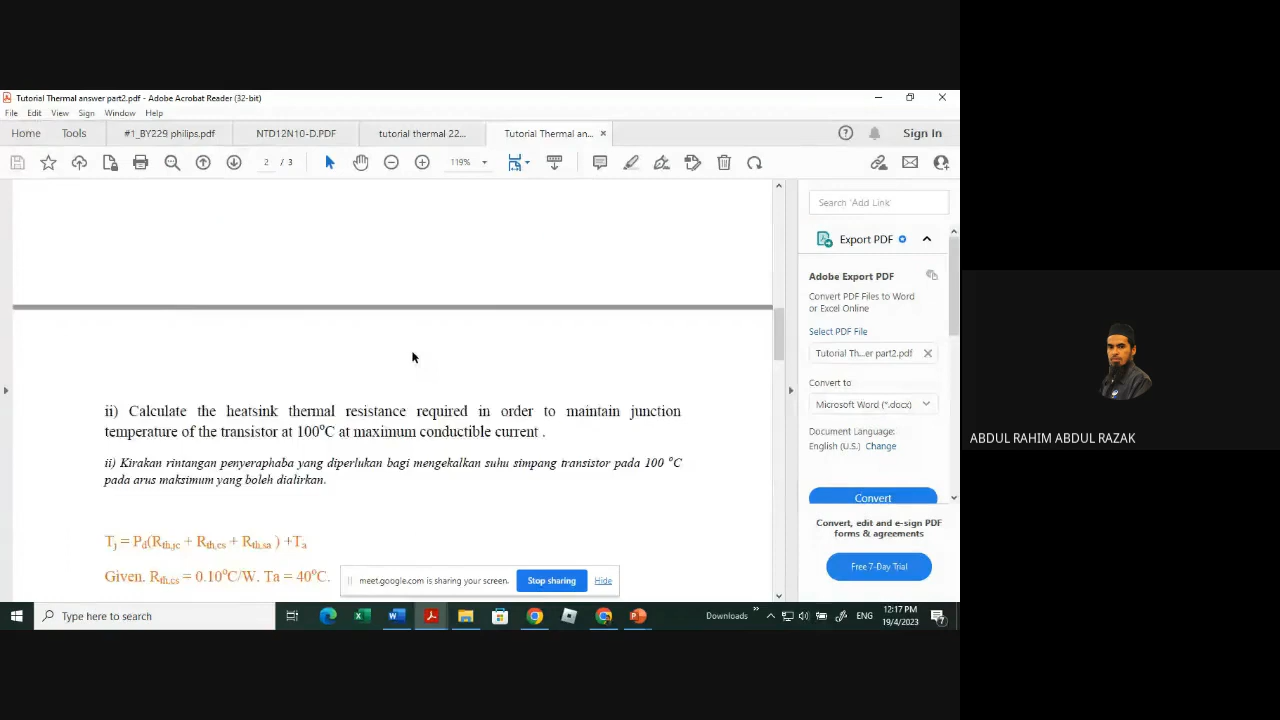 Tutorial Thermal answer part2.pdf - Adobe Acrobat Reader (32-bit)
File Edit View Sign Window Help
Home Tools #1_BY229 philips.pdf NTD12N10-D.PDF tutorial thermal 22... Tutorial Thermal an... × Sign In
2 / 3 119%
Search 'Add Link'
Export PDF
Adobe Export PDF
Convert PDF Files to Word
or Excel Online
Select PDF File
Tutorial Th...er part2.pdf
Convert to
Microsoft Word (*.docx)
Document Language:
English (U.S.) Change
Convert
Convert, edit and e-sign PDF
forms & agreements
Free 7-Day Trial
ii) Calculate the heatsink thermal resistance required in order to maintain junction
temperature of the transistor at 100°C at maximum conductible current .
ii) Kirakan rintangan penyeraphaba yang diperlukan bagi mengekalkan suhu simpang transistor pada 100 °C
pada arus maksimum yang boleh dialirkan.
Tj = Pd(Rth,jc + Rth,cs + Rth,sa ) +Ta
Given. Rth,cs = 0.10°C/W. Ta = 40°C.
meet.google.com is sharing your screen. Stop sharing Hide
Type here to search
Downloads
ENG
12:17 PM
19/4/2023
7
ABDUL RAHIM ABDUL RAZAK